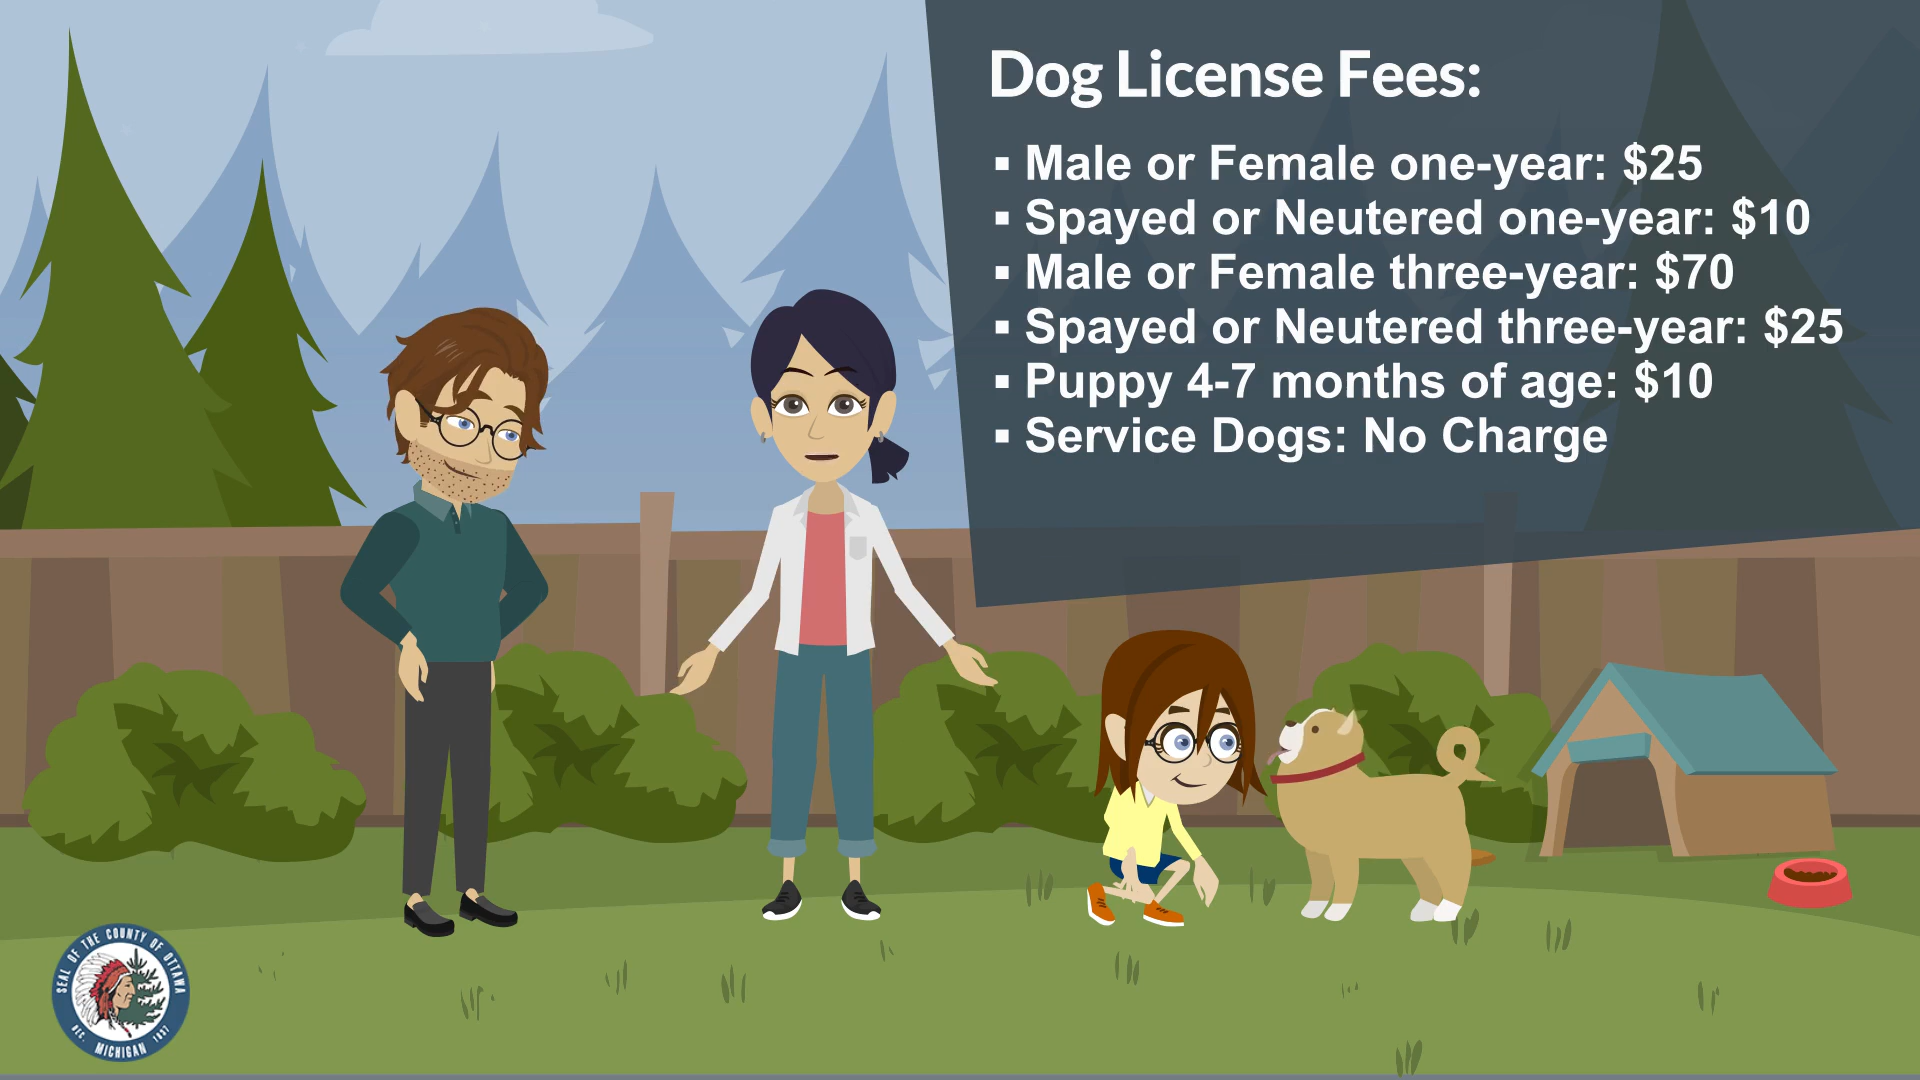 Dog License Fees:
▪ Male or Female one-year: $25
▪ Spayed or Neutered one-year: $10
▪ Male or Female three-year: $70
▪ Spayed or Neutered three-year: $25
▪ Puppy 4-7 months of age: $10
▪ Service Dogs: No Charge
SEAL OF THE COUNTY OF OTTAWA
DEC. 1837
MICHIGAN